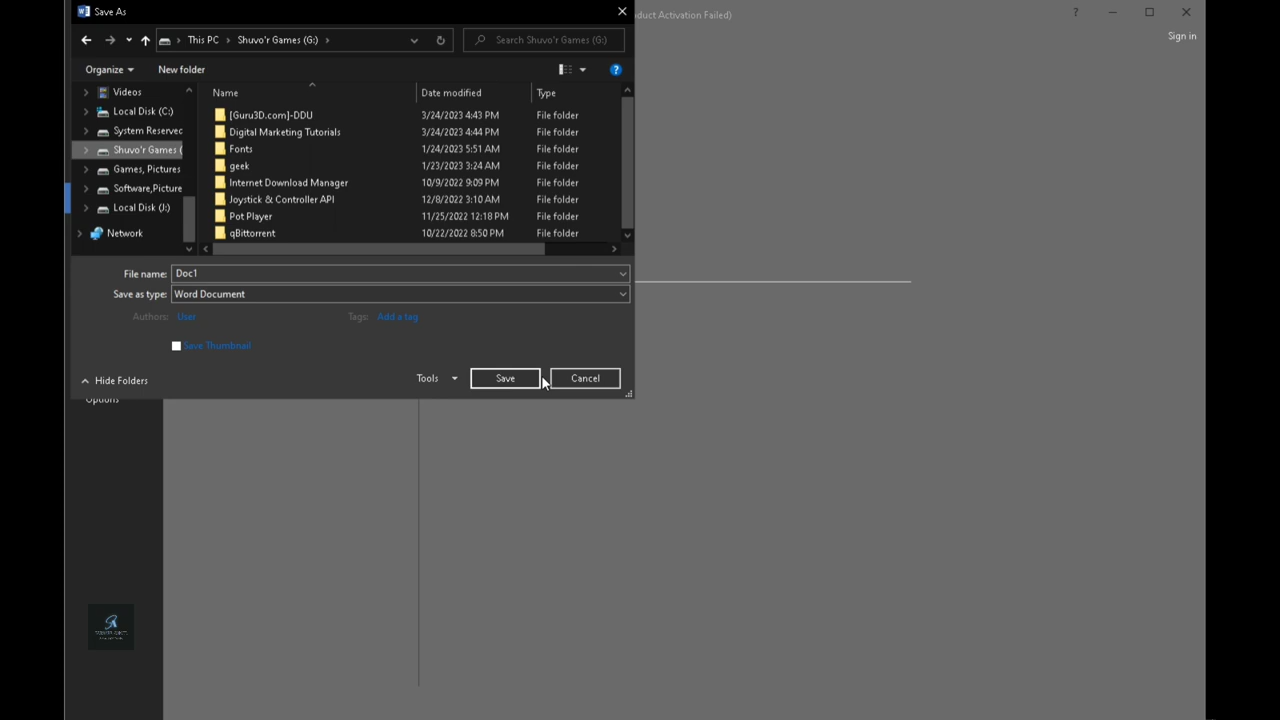 Save As
duct Activation Failed)
?
Sign in
This PC > Shuvo'r Games (G:) >
Search Shuvo'r Games (G:)
Organize
New folder
?
Videos
Local Disk (C:)
System Reserved
Shuvo'r Games (
Games, Pictures
Software,Picture
Local Disk (J:)
Network
Name Date modified Type
[Guru3D.com]-DDU 3/24/2023 4:43 PM File folder
Digital Marketing Tutorials 3/24/2023 4:44 PM File folder
Fonts 1/24/2023 5:51 AM File folder
geek 1/23/2023 3:24 AM File folder
Internet Download Manager 10/9/2022 9:09 PM File folder
Joystick & Controller API 12/8/2022 3:10 AM File folder
Pot Player 11/25/2022 12:18 PM File folder
qBittorrent 10/22/2022 8:50 PM File folder
File name: Doc1
Save as type: Word Document
Authors: User
Tags: Add a tag
Save Thumbnail
Hide Folders
Tools
Save
Cancel
Options